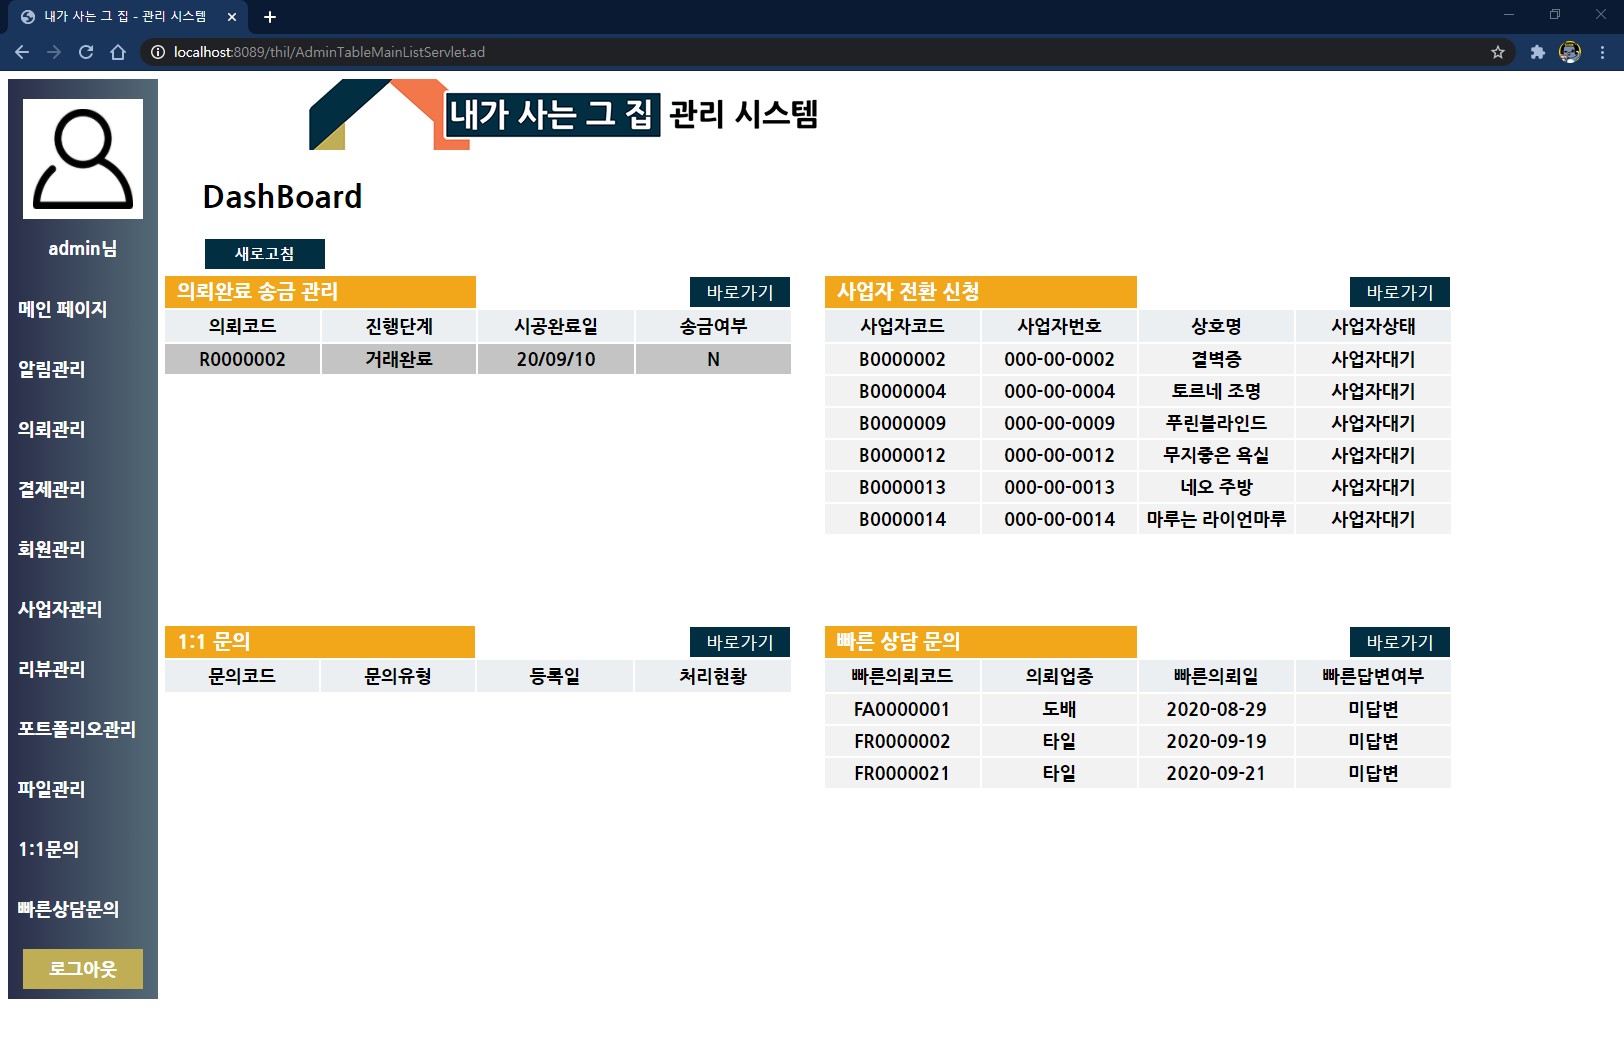 내가 사는 그 집 - 관리 시스템
localhost:8089/thil/AdminTableMainListServlet.ad
내가 사는 그 집 관리 시스템
admin님
메인 페이지
알림관리
의뢰관리
결제관리
회원관리
사업자관리
리뷰관리
포트폴리오관리
파일관리
1:1문의
빠른상담문의
로그아웃
DashBoard
새로고침
의뢰완료 송금 관리 바로가기
의뢰코드 진행단계 시공완료일 송금여부
R0000002 거래완료 20/09/10 N
사업자 전환 신청 바로가기
사업자코드 사업자번호 상호명 사업자상태
B0000002 000-00-0002 결벽증 사업자대기
B0000004 000-00-0004 토르네 조명 사업자대기
B0000009 000-00-0009 푸린블라인드 사업자대기
B0000012 000-00-0012 무지좋은 욕실 사업자대기
B0000013 000-00-0013 네오 주방 사업자대기
B0000014 000-00-0014 마루는 라이언마루 사업자대기
1:1 문의 바로가기
문의코드 문의유형 등록일 처리현황
빠른 상담 문의 바로가기
빠른의뢰코드 의뢰업종 빠른의뢰일 빠른답변여부
FA0000001 도배 2020-08-29 미답변
FR0000002 타일 2020-09-19 미답변
FR0000021 타일 2020-09-21 미답변